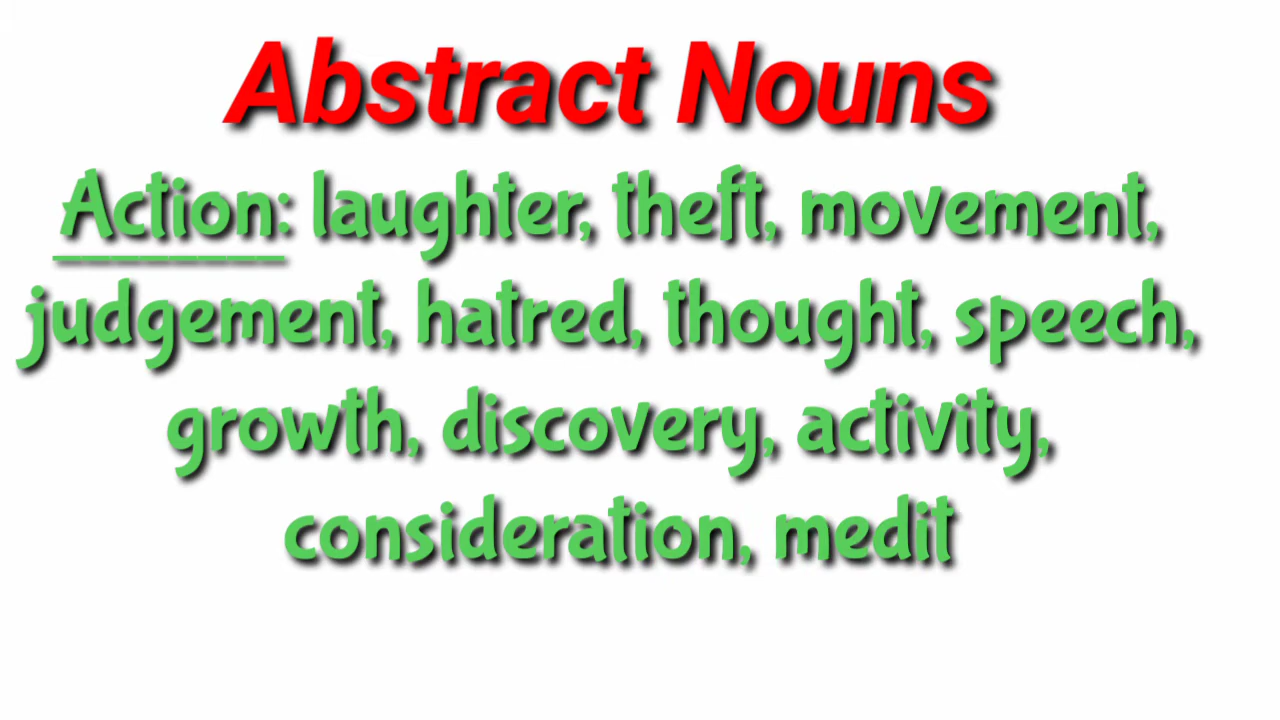 Abstract Nouns
Action: laughter, theft, movement,
judgement, hatred, thought, speech,
growth, discovery, activity,
consideration, medit